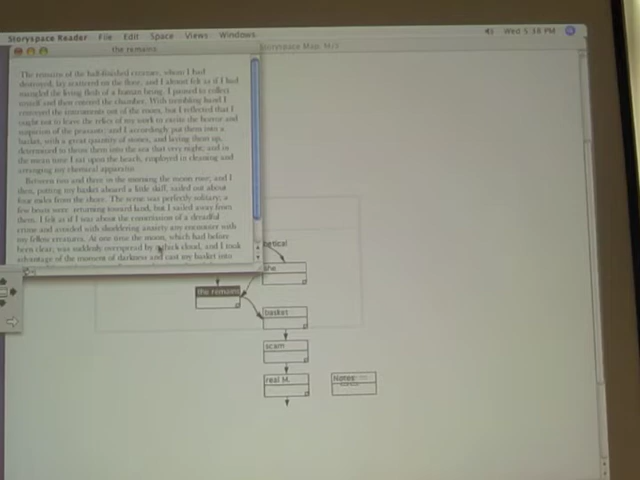 Storyspace Reader File Edit Space Views Windows Wed 5:38 PM
the remains
Storyspace Map:
The remains of the half-finished creature, whom I had
destroyed, lay scattered on the floor, and I almost felt as if I had
mangled the living flesh of a human being. I paused to collect
myself and then entered the chamber. With trembling hand I
conveyed the instruments out of the room, but I reflected that I
ought not to leave the relics of my work to excite the horror and
suspicion of the peasants; and I accordingly put them into a
basket, with a great quantity of stones, and laying them up,
determined to throw them into the sea that very night; and in
the mean time I sat upon the beach, employed in cleaning and
arranging my chemical apparatus.
Between two and three in the morning the moon rose; and I
then, putting my basket aboard a little skiff, sailed out about
four miles from the shore. The scene was perfectly solitary; a
few boats were returning toward land, but I sailed away from
them. I felt as if I was about the commission of a dreadful
crime and avoided with shuddering anxiety any encounter with
my fellow creatures. At one time the moon, which had before
been clear, was suddenly overspread by a thick cloud, and I took
advantage of the moment of darkness and cast my basket into
she
the remains
basket
scam
real M.
Notes